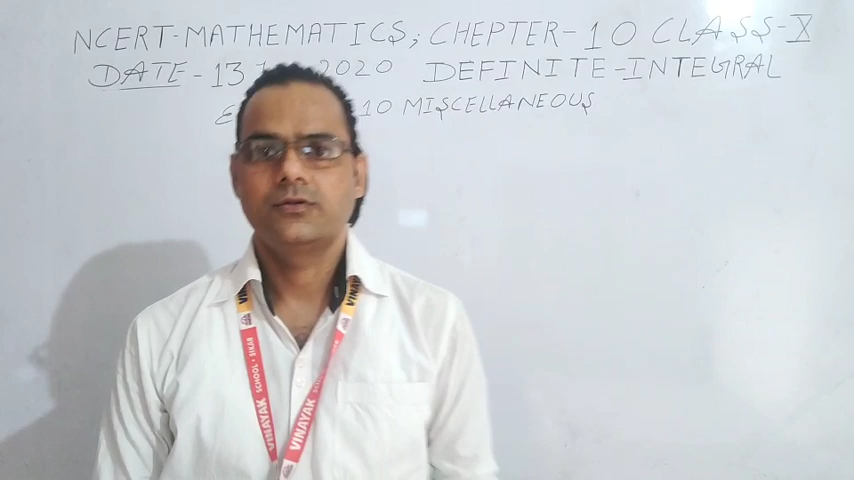 NCERT-MATHEMATICS; CHEPTER-10 CLASS-X
DATE-13 2020 DEFINITE-INTEGRAL
10 MISCELLANEOUS
VINAYAK SCHOOL • SIKAR
VINAYAK